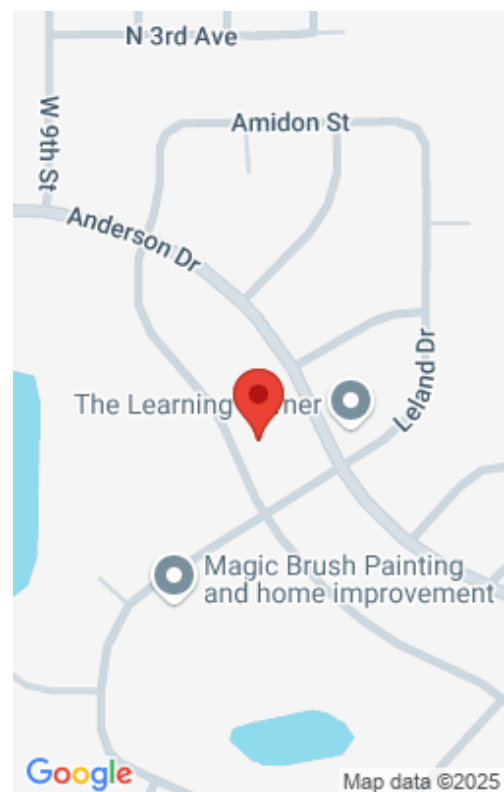 N 3rd Ave
W 9th St
Amidon St
Anderson Dr
Leland Dr
The Learning rner
Magic Brush Painting
and home improvement
Google
Map data ©2025